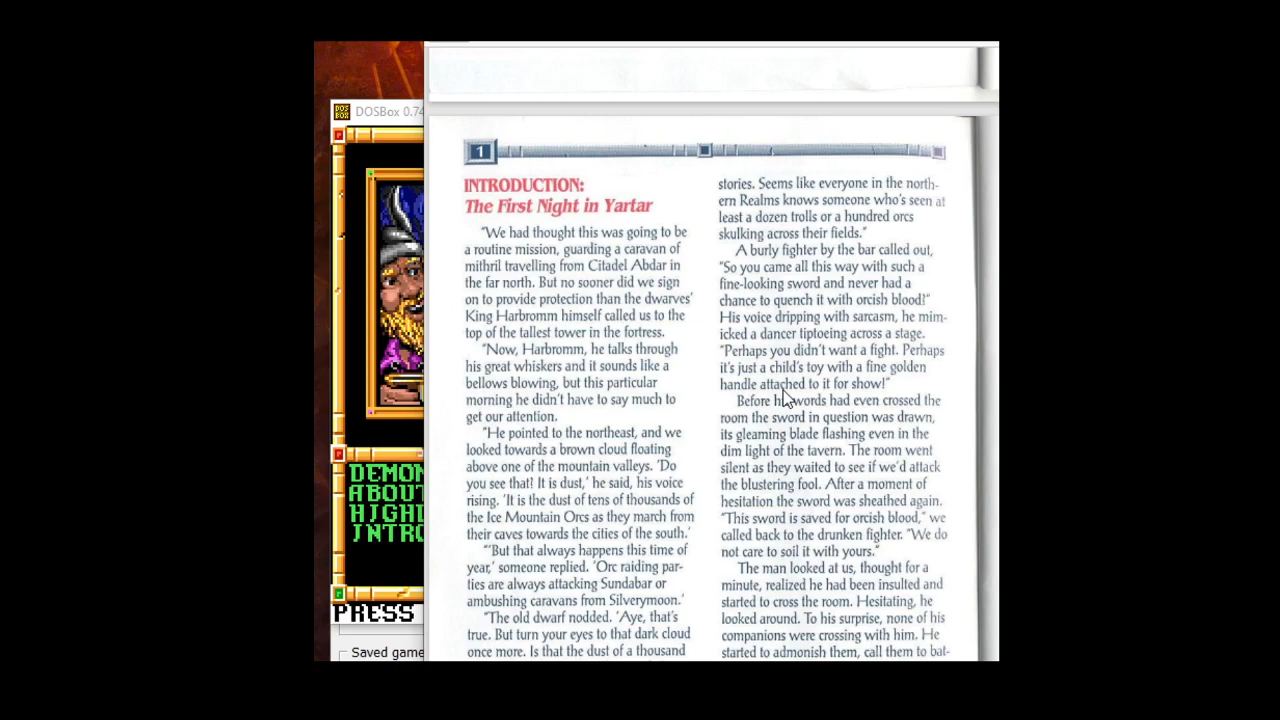 DOSBox 0.74
DEMON
ABOUT
HIGHL
INTRO
PRESS
Saved game
1
INTRODUCTION:
The First Night in Yartar
"We had thought this was going to be
a routine mission, guarding a caravan of
mithril travelling from Citadel Abdar in
the far north. But no sooner did we sign
on to provide protection than the dwarves'
King Harbromm himself called us to the
top of the tallest tower in the fortress.
"Now, Harbromm, he talks through
his great whiskers and it sounds like a
bellows blowing, but this particular
morning he didn't have to say much to
get our attention.
"He pointed to the northeast, and we
looked towards a brown cloud floating
above one of the mountain valleys. 'Do
you see that? It is dust,' he said, his voice
rising. 'It is the dust of tens of thousands of
the Ice Mountain Orcs as they march from
their caves towards the cities of the south.'
"'But that always happens this time of
year,' someone replied. 'Orc raiding par-
ties are always attacking Sundabar or
ambushing caravans from Silverymoon.'
"The old dwarf nodded. 'Aye, that's
true. But turn your eyes to that dark cloud
once more. Is that the dust of a thousand
stories. Seems like everyone in the north-
ern Realms knows someone who's seen at
least a dozen trolls or a hundred orcs
skulking across their fields."
A burly fighter by the bar called out,
"So you came all this way with such a
fine-looking sword and never had a
chance to quench it with orcish blood?"
His voice dripping with sarcasm, he mim-
icked a dancer tiptoeing across a stage.
"Perhaps you didn't want a fight. Perhaps
it's just a child's toy with a fine golden
handle attached to it for show!"
Before his words had even crossed the
room the sword in question was drawn,
its gleaming blade flashing even in the
dim light of the tavern. The room went
silent as they waited to see if we'd attack
the blustering fool. After a moment of
hesitation the sword was sheathed again.
"This sword is saved for orcish blood," we
called back to the drunken fighter. "We do
not care to soil it with yours."
The man looked at us, thought for a
minute, realized he had been insulted and
started to cross the room. Hesitating, he
looked around. To his surprise, none of his
companions were crossing with him. He
started to admonish them, call them to bat-